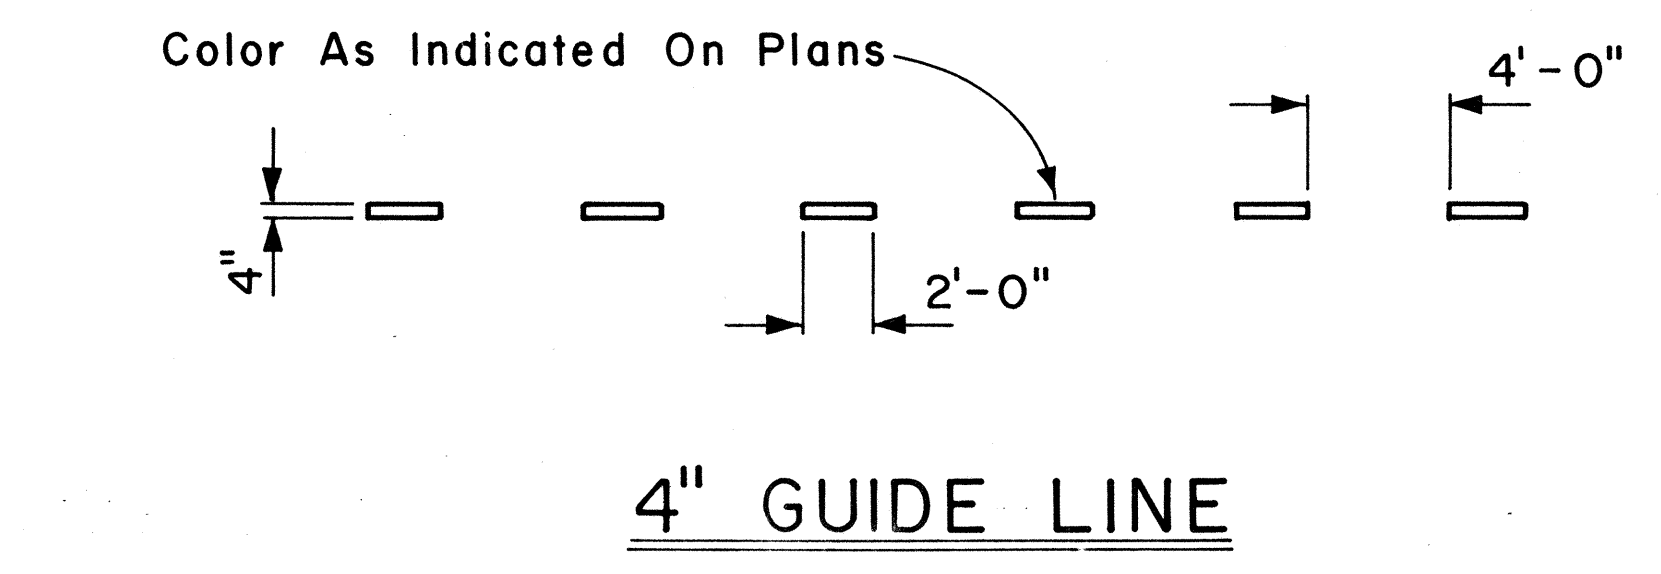 Color As Indicated On Plans
4'-0"
4"
2'-0"
4" GUIDE LINE